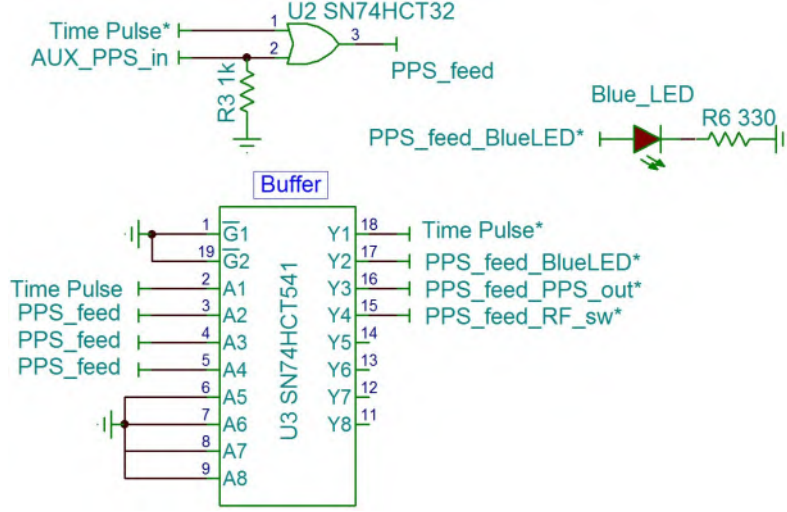 U2 SN74HCT32
Time Pulse* 1
AUX_PPS_in 2
3
PPS_feed
R3 1k
Blue_LED
PPS_feed_BlueLED*
R6 330
Buffer
1 G1 Y1 18 Time Pulse*
19 G2 Y2 17 PPS_feed_BlueLED*
Time Pulse 2 A1 Y3 16 PPS_feed_PPS_out*
PPS_feed 3 A2 Y4 15 PPS_feed_RF_sw*
PPS_feed 4 A3 Y5 14
PPS_feed 5 A4 Y6 13
6 A5 Y7 12
7 A6 Y8 11
8 A7
9 A8
U3 SN74HCT541